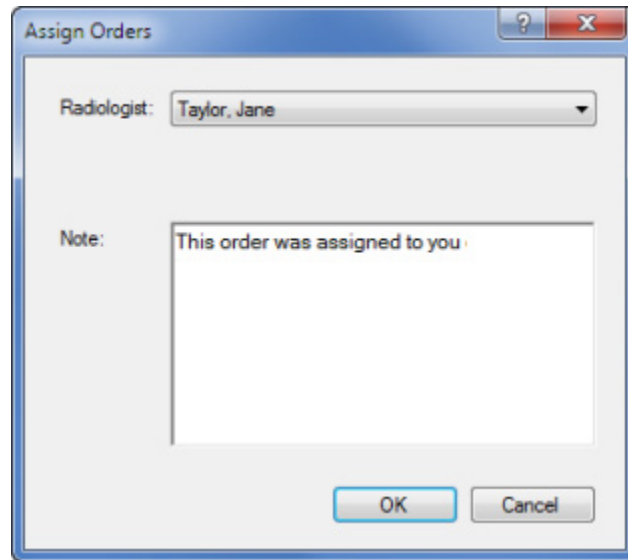 Assign Orders
?
Radiologist:
Taylor, Jane
Note:
This order was assigned to you
OK
Cancel